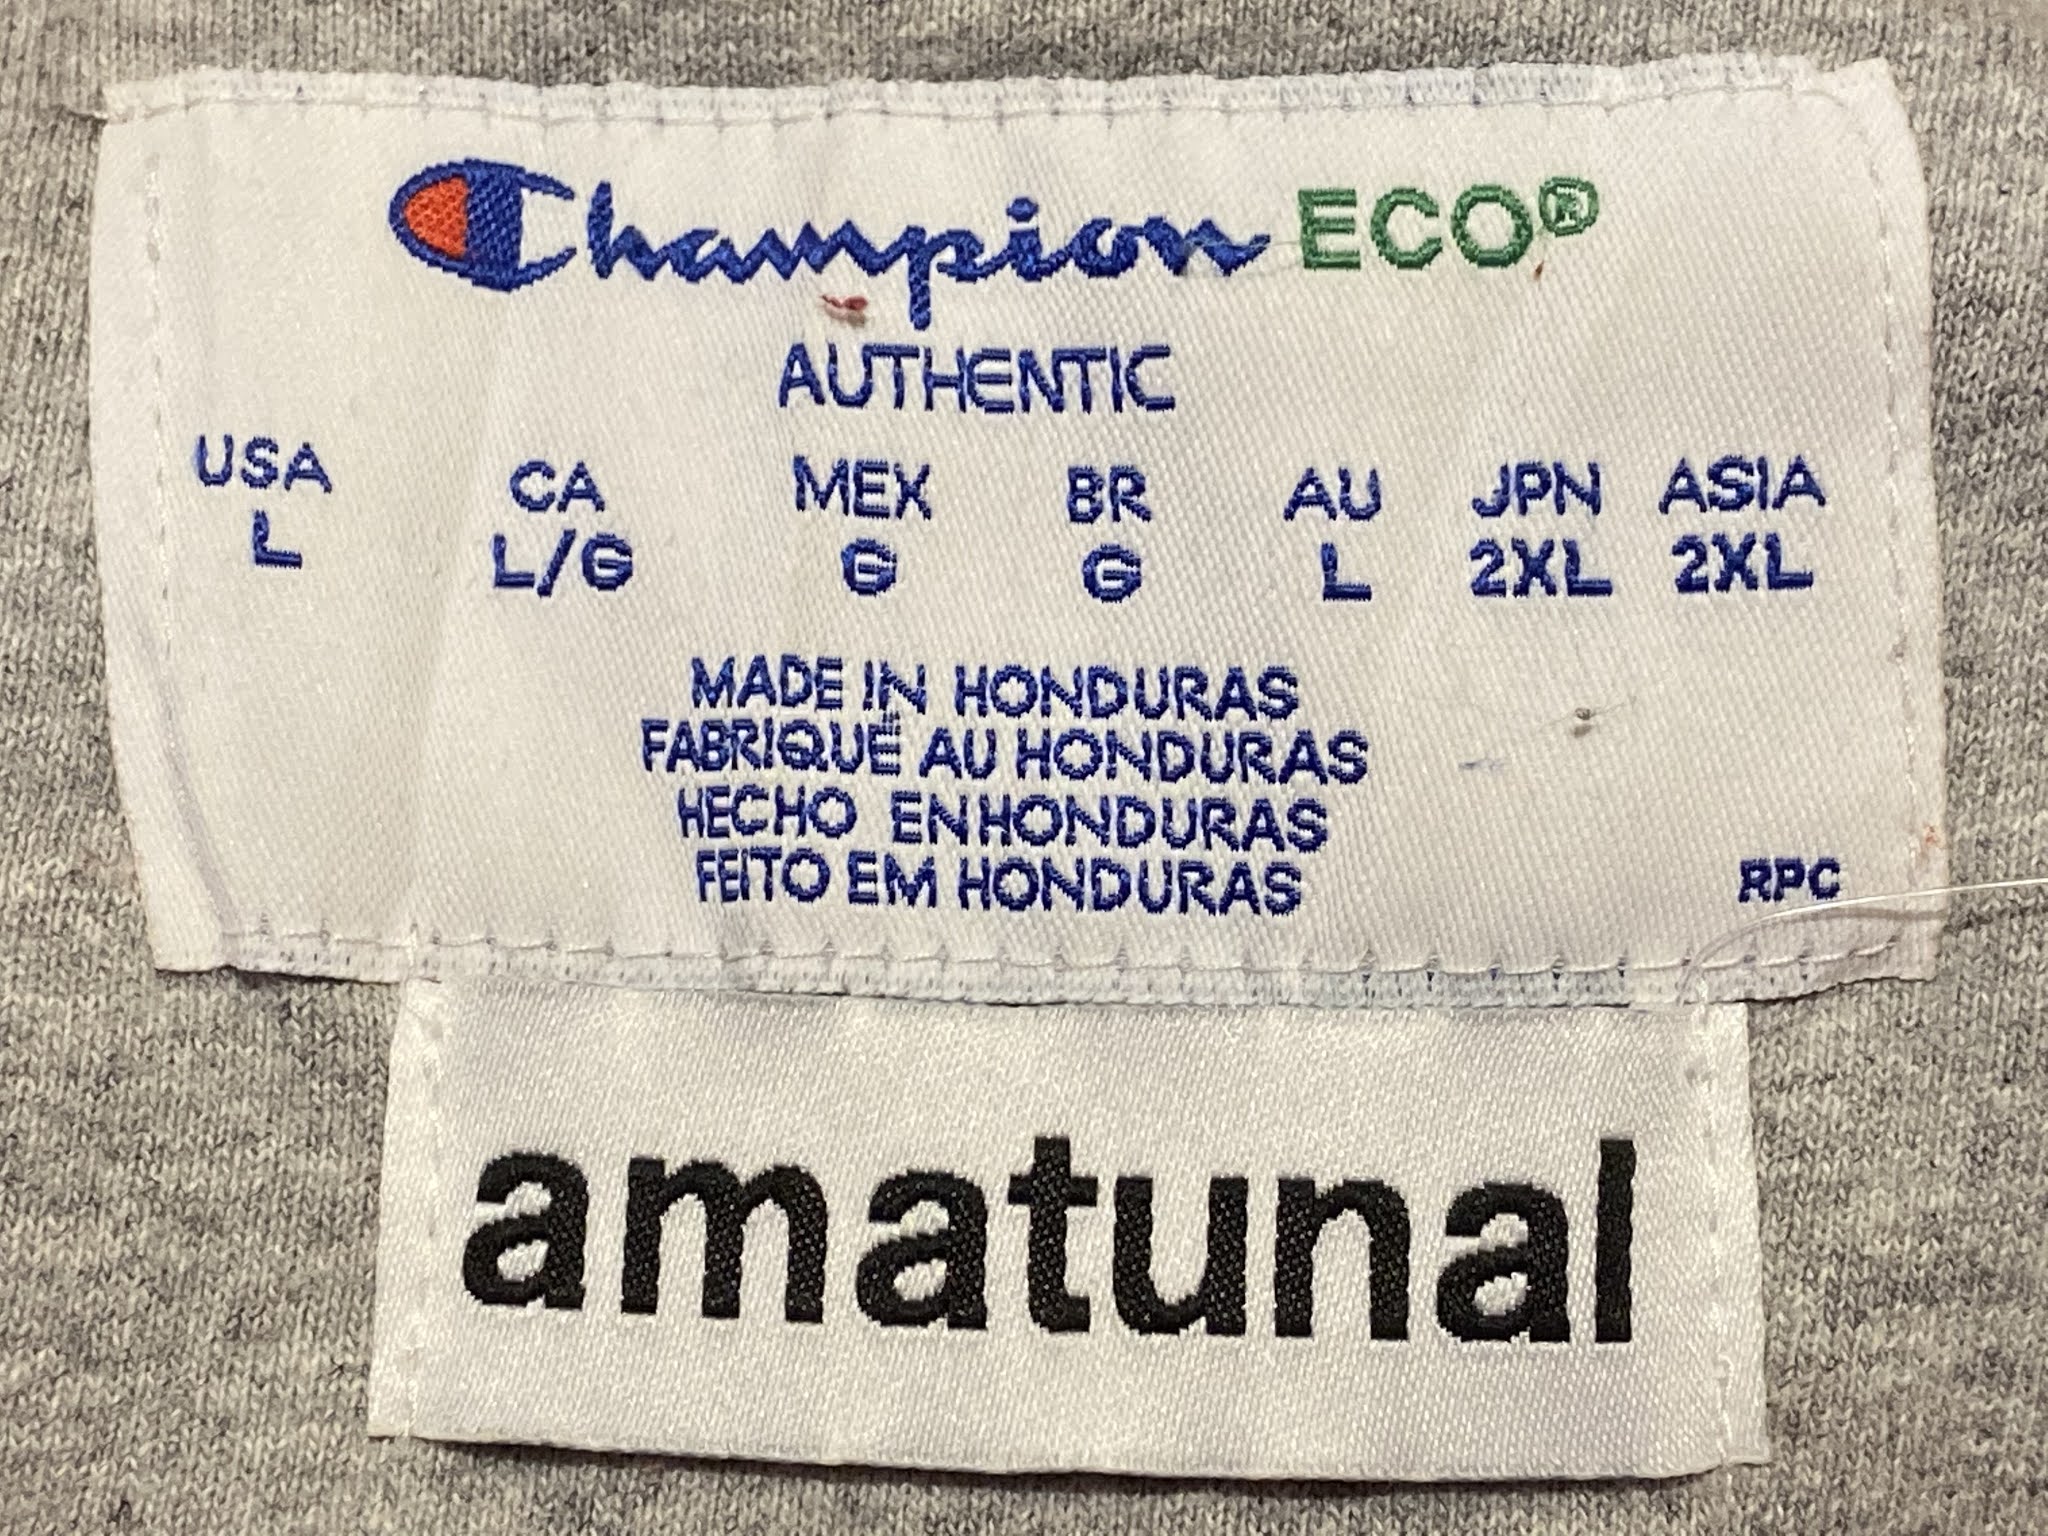 Champion ECO®
AUTHENTIC
USA CA MEX BR AU JPN ASIA
L L/G G G L 2XL 2XL
MADE IN HONDURAS
FABRIQUÉ AU HONDURAS
HECHO EN HONDURAS
FEITO EM HONDURAS
RPC
amatunal